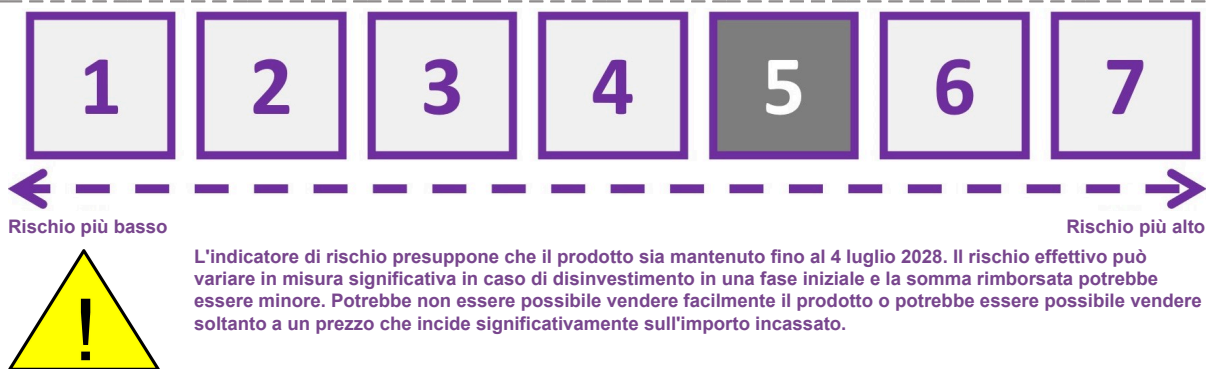 1 2 3 4 5 6 7
Rischio più basso Rischio più alto
L'indicatore di rischio presuppone che il prodotto sia mantenuto fino al 4 luglio 2028. Il rischio effettivo può
variare in misura significativa in caso di disinvestimento in una fase iniziale e la somma rimborsata potrebbe
essere minore. Potrebbe non essere possibile vendere facilmente il prodotto o potrebbe essere possibile vendere
soltanto a un prezzo che incide significativamente sull'importo incassato.
!